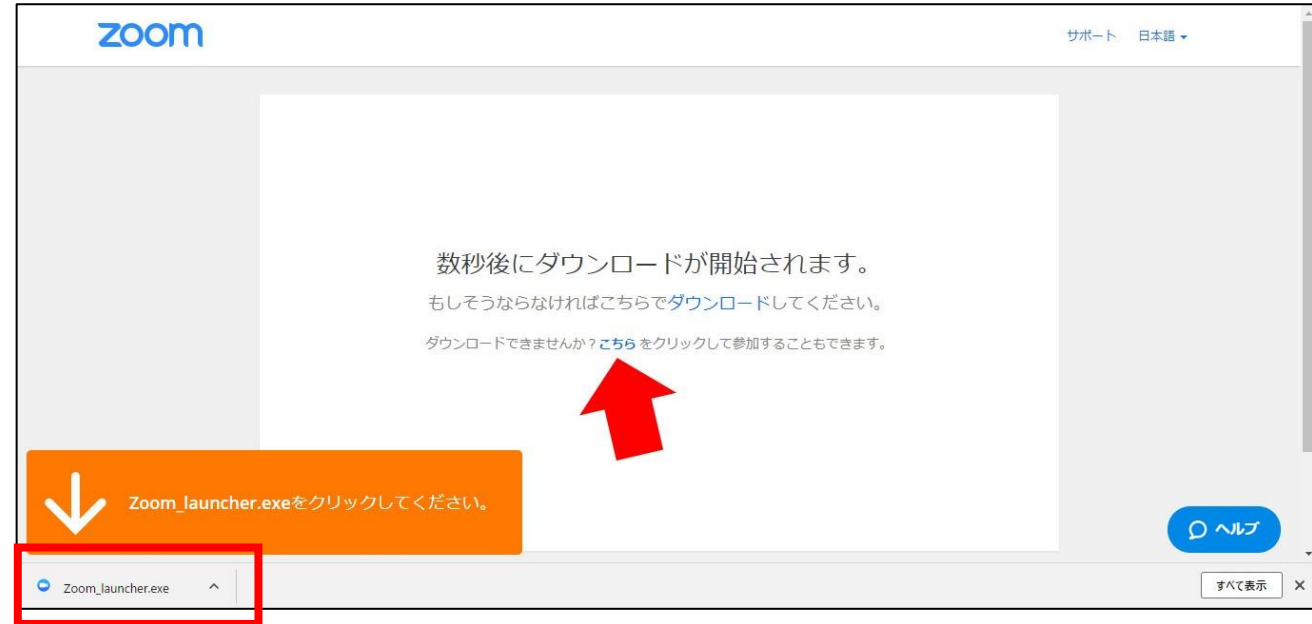 zoom
サポート 日本語
数秒後にダウンロードが開始されます。
もしそうならなければこちらでダウンロードしてください。
ダウンロードできませんか?こちら をクリックして参加することもできます。
Zoom_launcher.exeをクリックしてください。
ヘルプ
Zoom_launcher.exe
すべて表示